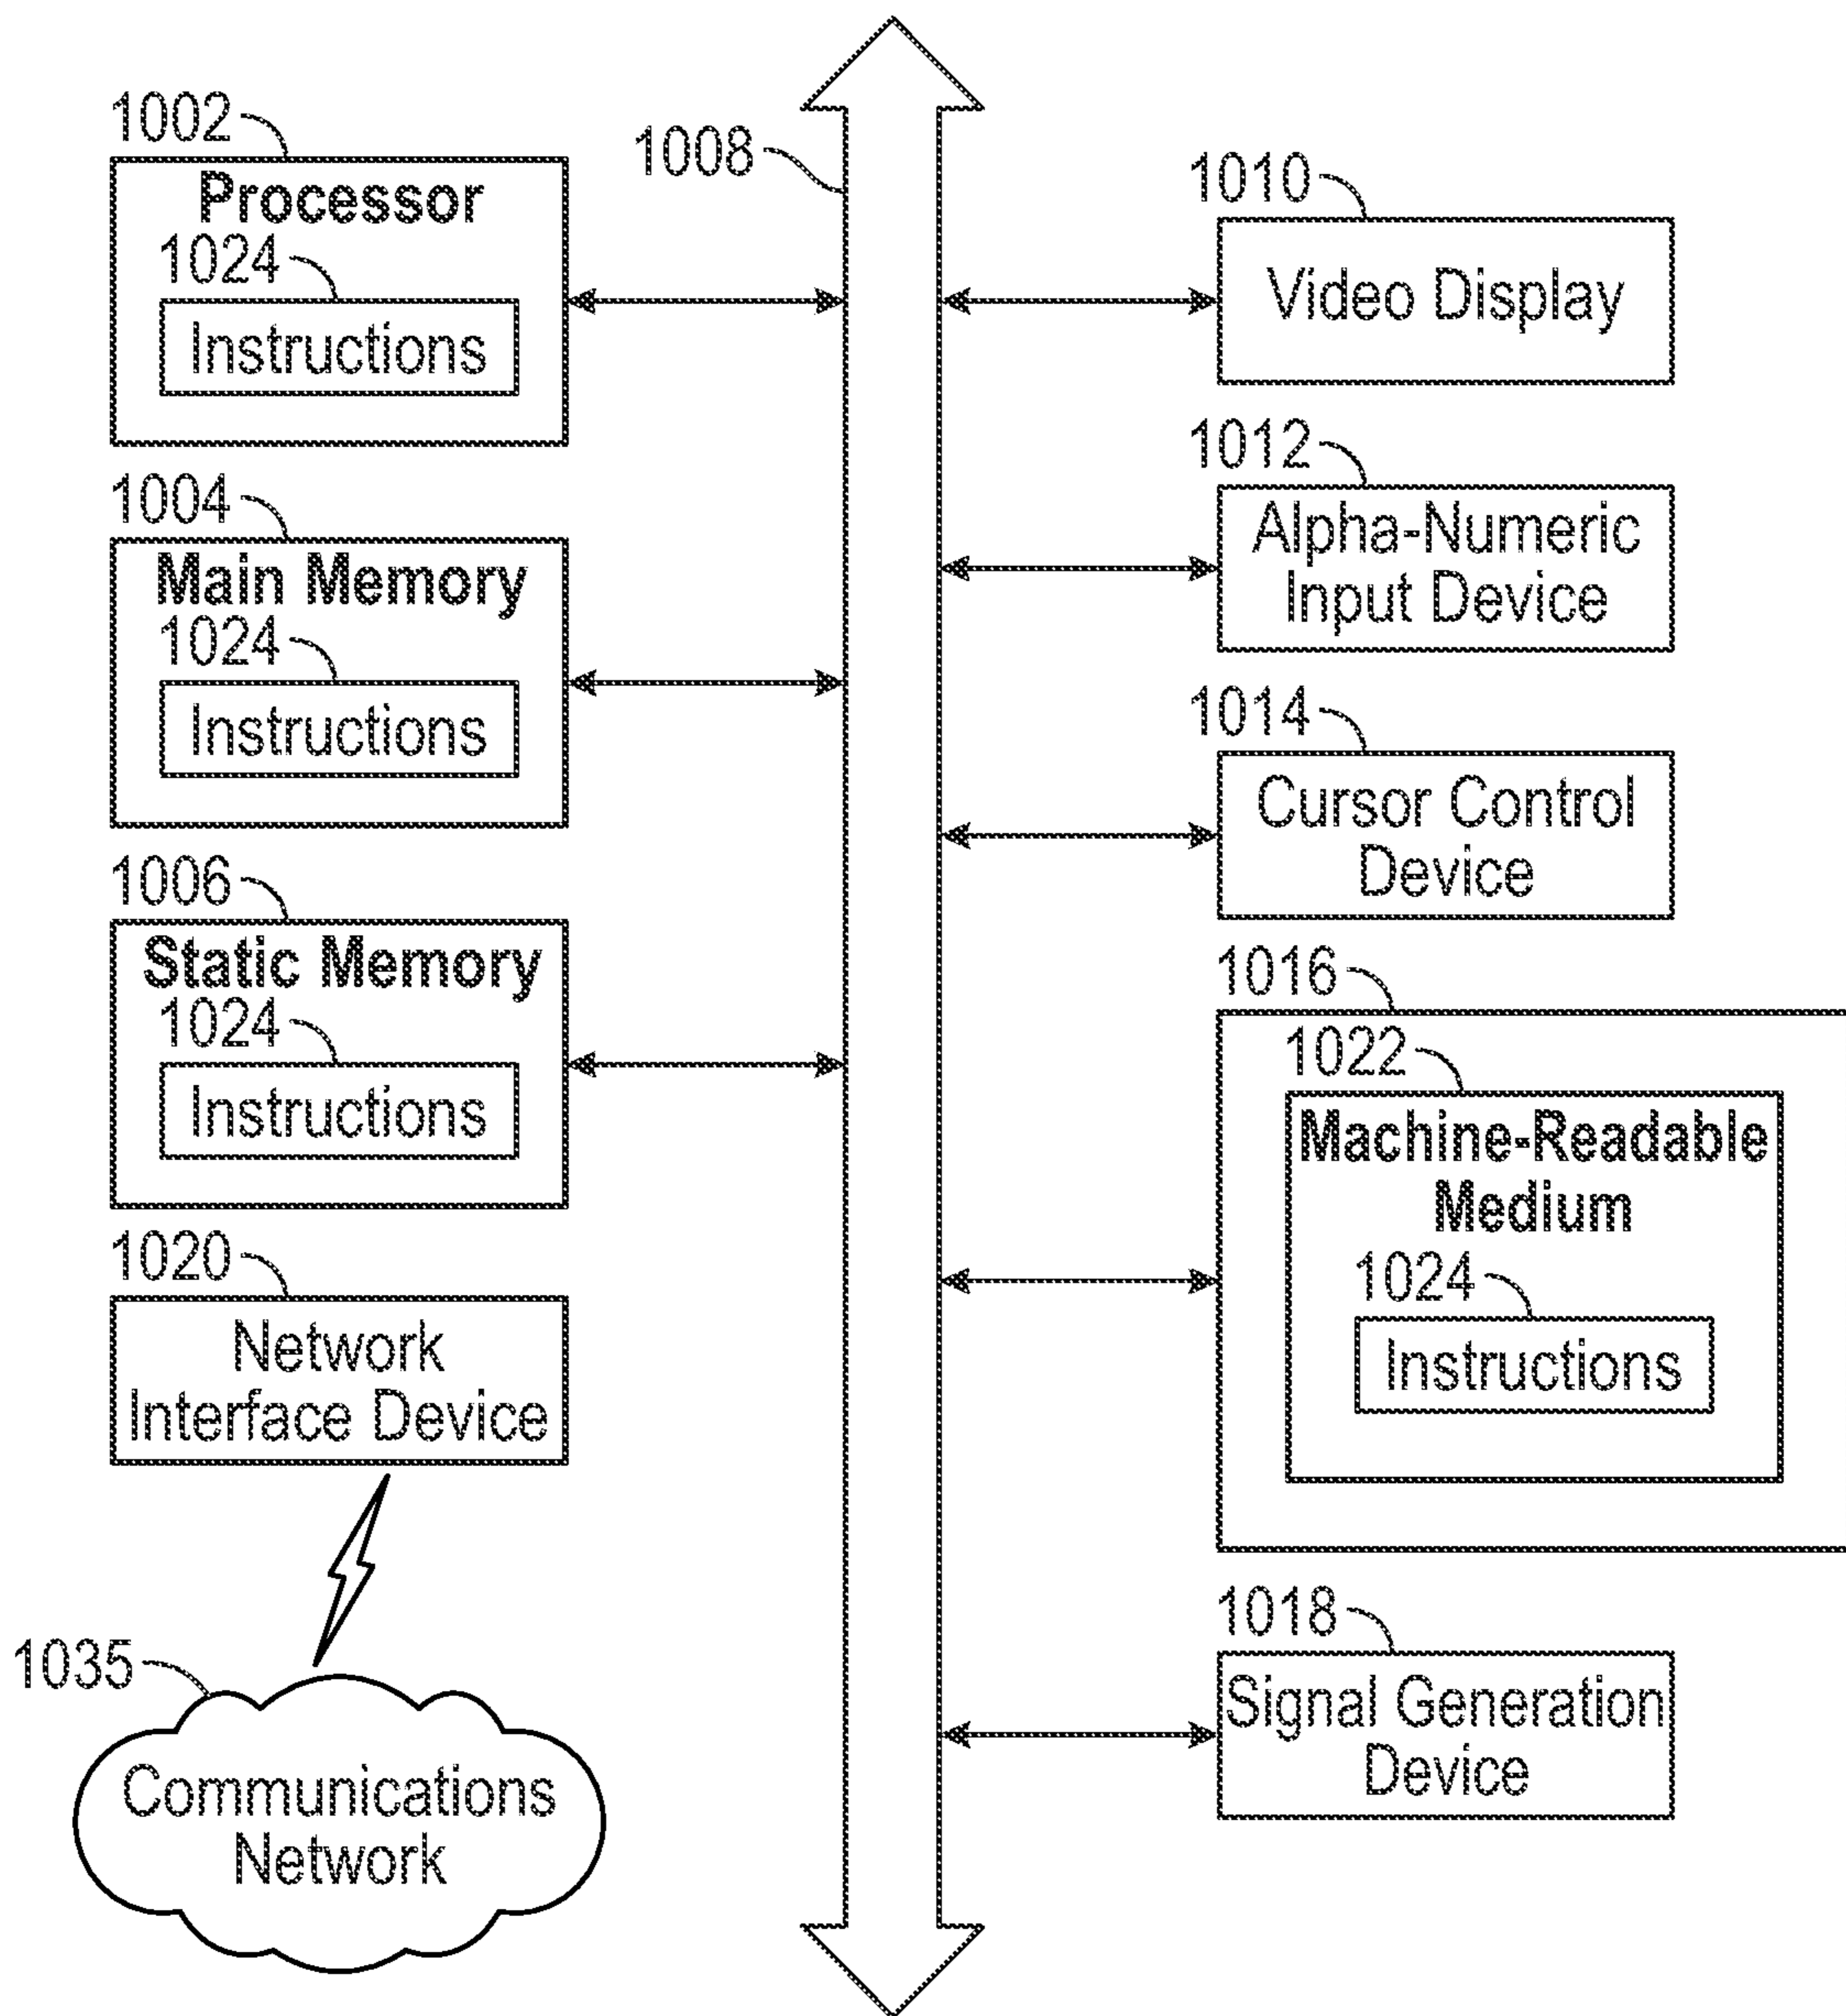 1002
Processor
1024
Instructions
1004
Main Memory
1024
Instructions
1006
Static Memory
1024
Instructions
1020
Network
Interface Device
1035
Communications
Network
1008
1010
Video Display
1012
Alpha-Numeric
Input Device
1014
Cursor Control
Device
1016
1022
Machine-Readable
Medium
1024
Instructions
1018
Signal Generation
Device